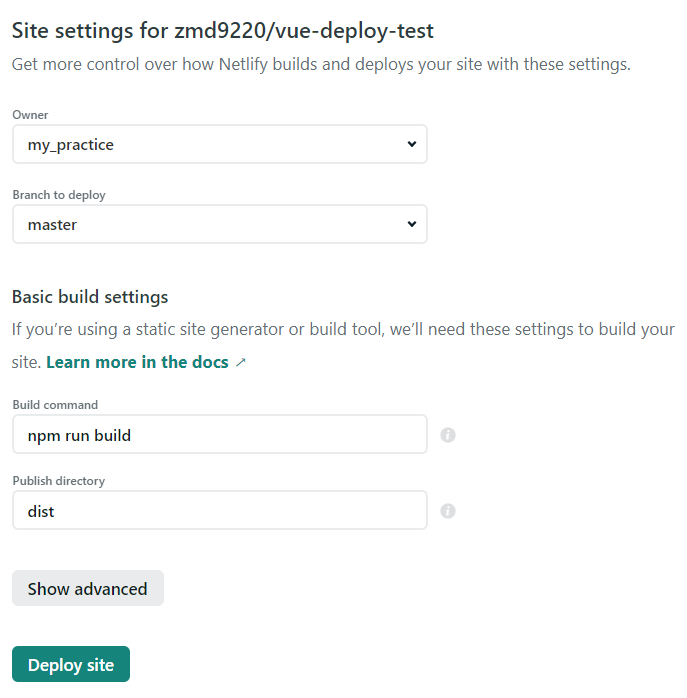 Site settings for zmd9220/vue-deploy-test
Get more control over how Netlify builds and deploys your site with these settings.
Owner
my_practice
Branch to deploy
master
Basic build settings
If you’re using a static site generator or build tool, we’ll need these settings to build your
site. Learn more in the docs ↗
Build command
npm run build
Publish directory
dist
Show advanced
Deploy site